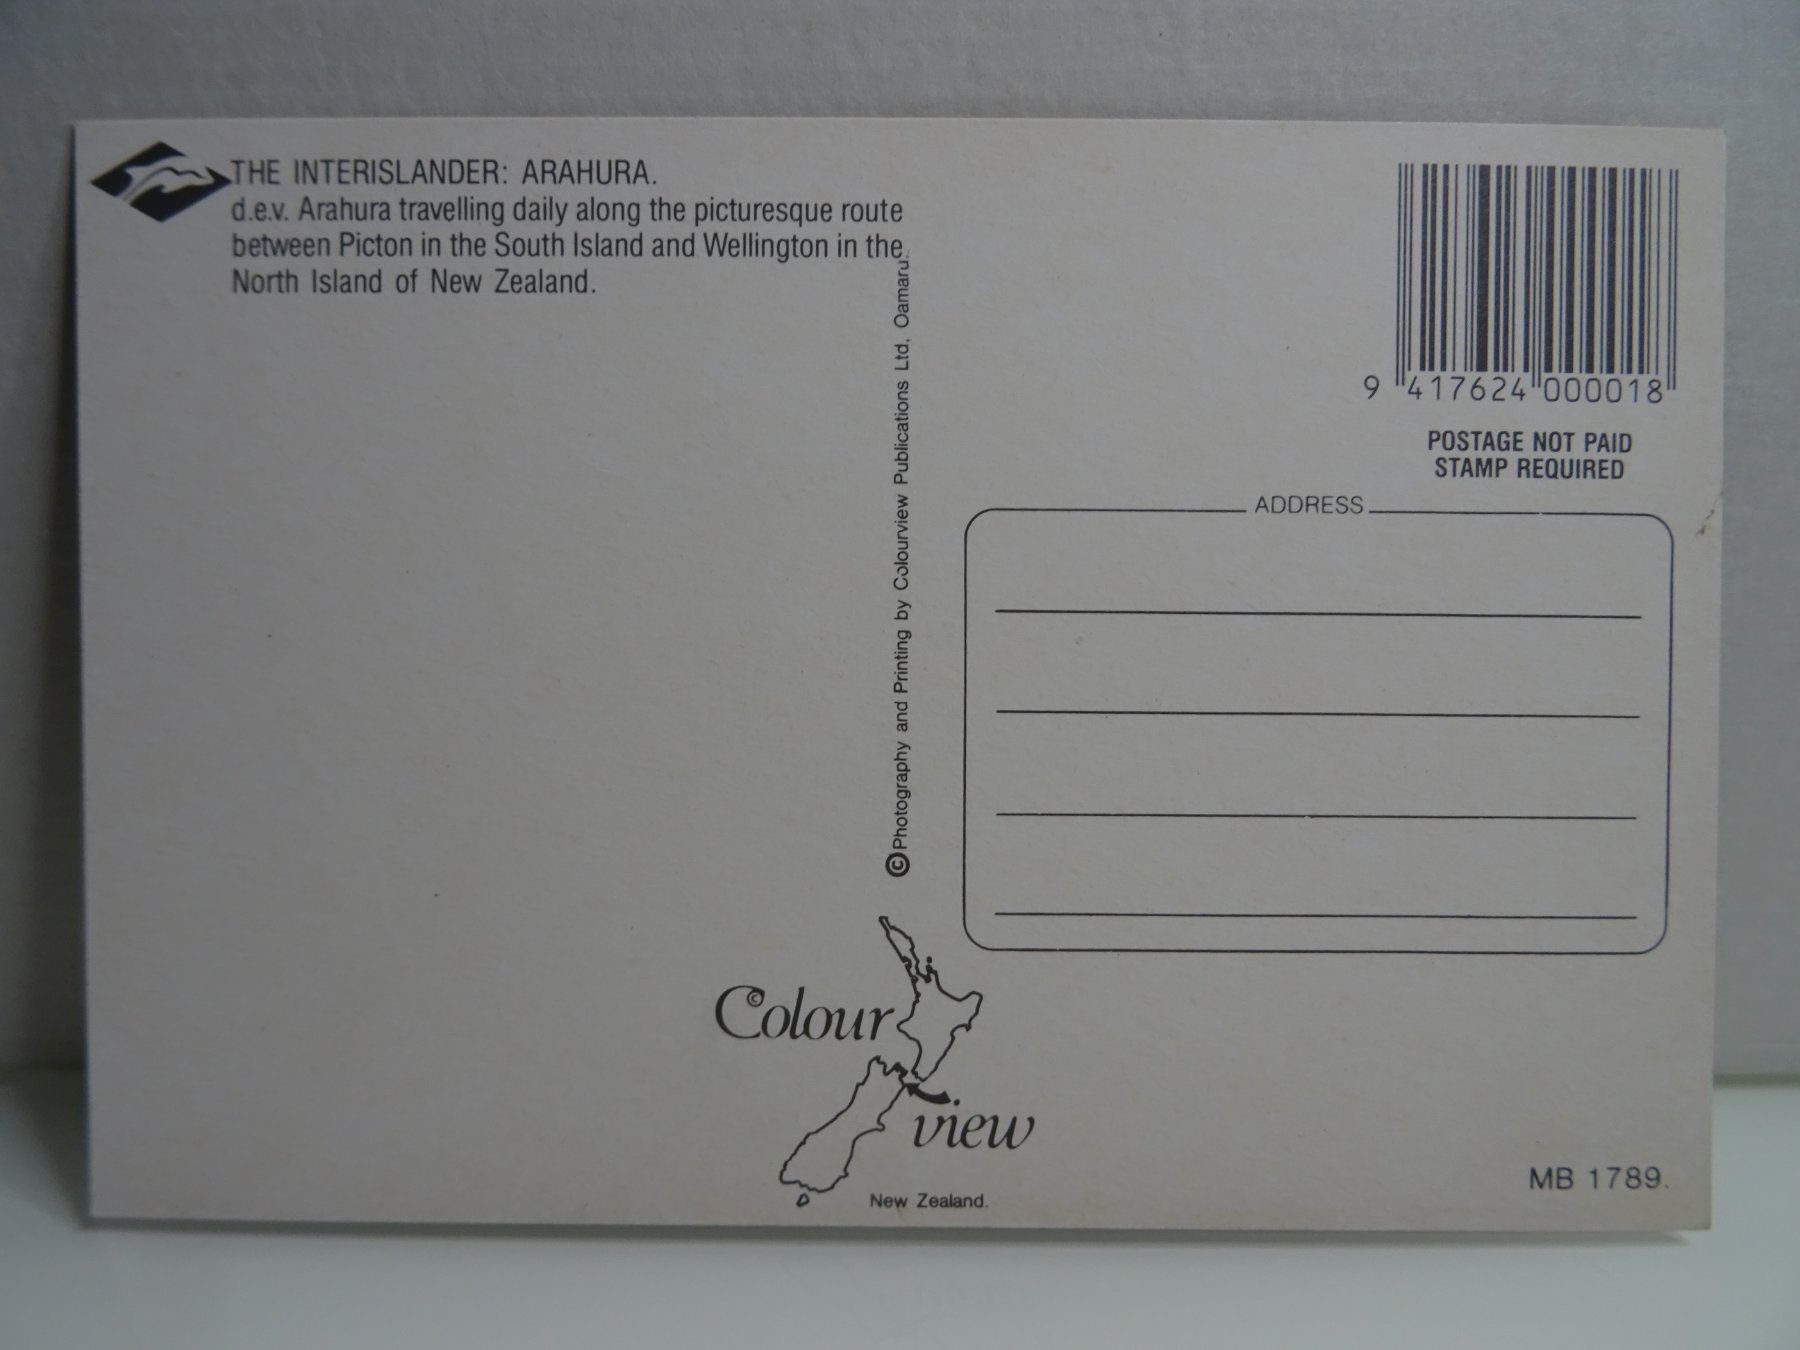 THE INTERISLANDER: ARAHURA.
d.e.v. Arahura travelling daily along the picturesque route
between Picton in the South Island and Wellington in the
North Island of New Zealand.
©Photography and Printing by Colourview Publications Ltd, Oamaru.
9 417624 000018
POSTAGE NOT PAID
STAMP REQUIRED
ADDRESS
©
Colour
view
New Zealand.
MB 1789.